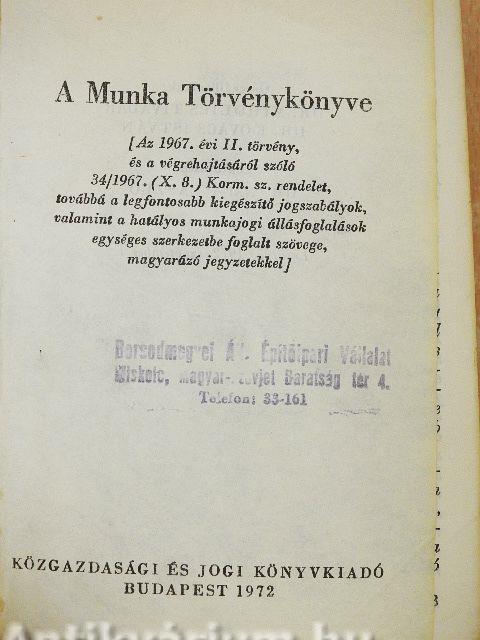 A Munka Törvénykönyve
[Az 1967. évi II. törvény,
és a végrehajtásáról szóló
34/1967. (X. 8.) Korm. sz. rendelet,
továbbá a legfontosabb kiegészítő jogszabályok,
valamint a hatályos munkajogi állásfoglalások
egységes szerkezetbe foglalt szövege,
magyarázó jegyzetekkel]
Borsodmegyei Építőipari Vállalat
Miskolc, Barátság tér 4.
Telefon: 33-161
KÖZGAZDASÁGI ÉS JOGI KÖNYVKIADÓ
BUDAPEST 1972
Antikvárium.hu